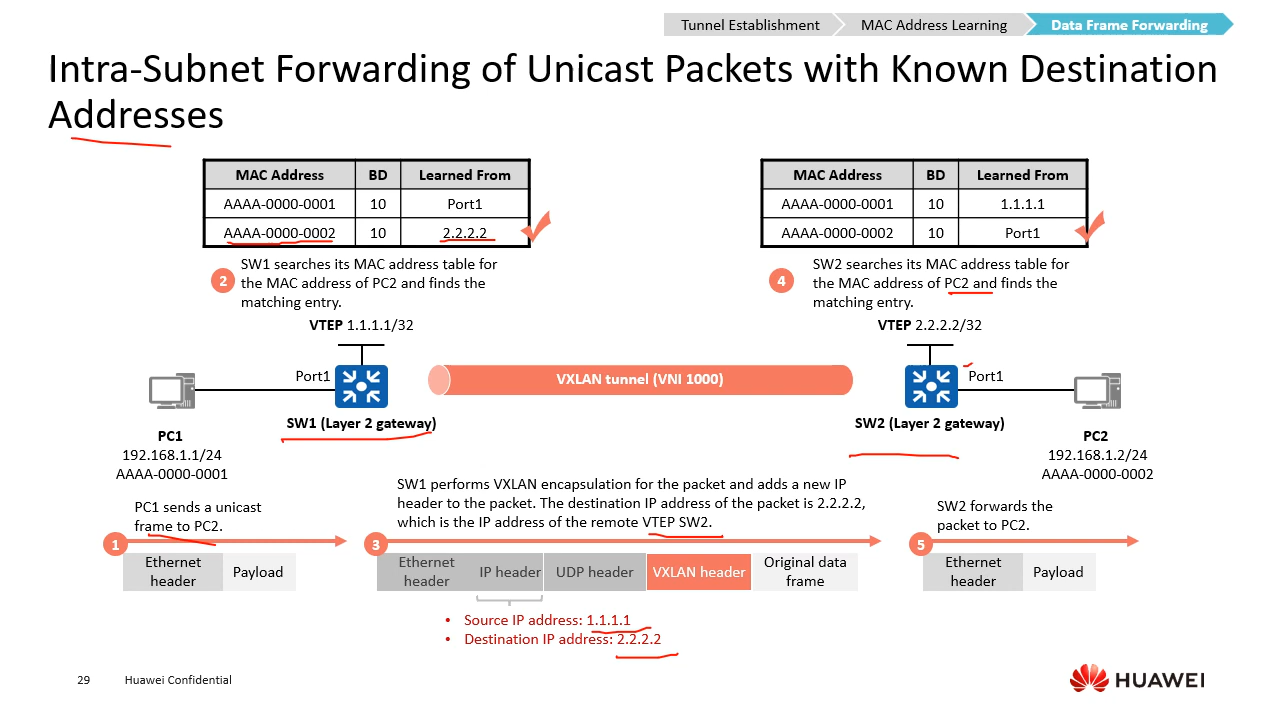 Tunnel Establishment
MAC Address Learning
Data Frame Forwarding
Intra-Subnet Forwarding of Unicast Packets with Known Destination
Addresses
MAC Address BD Learned From
AAAA-0000-0001 10 Port1
AAAA-0000-0002 10 2.2.2.2
MAC Address BD Learned From
AAAA-0000-0001 10 1.1.1.1
AAAA-0000-0002 10 Port1
2
SW1 searches its MAC address table for
the MAC address of PC2 and finds the
matching entry.
4
SW2 searches its MAC address table for
the MAC address of PC2 and finds the
matching entry.
VTEP 1.1.1.1/32
VTEP 2.2.2.2/32
Port1
VXLAN tunnel (VNI 1000)
Port1
SW1 (Layer 2 gateway)
SW2 (Layer 2 gateway)
PC1
192.168.1.1/24
AAAA-0000-0001
PC2
192.168.1.2/24
AAAA-0000-0002
PC1 sends a unicast
frame to PC2.
1
Ethernet
header
Payload
SW1 performs VXLAN encapsulation for the packet and adds a new IP
header to the packet. The destination IP address of the packet is 2.2.2.2,
which is the IP address of the remote VTEP SW2.
3
Ethernet
header
IP header
UDP header
VXLAN header
Original data
frame
• Source IP address: 1.1.1.1
• Destination IP address: 2.2.2.2
SW2 forwards the
packet to PC2.
5
Ethernet
header
Payload
29
Huawei Confidential
HUAWEI